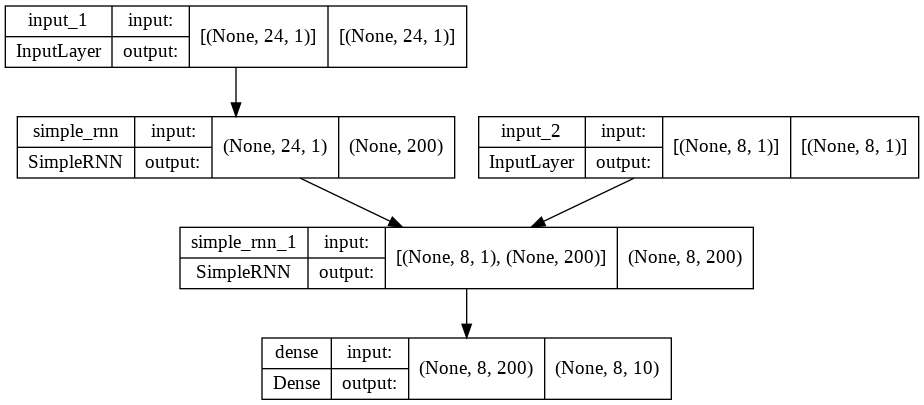 input_1 input: [(None, 24, 1)] [(None, 24, 1)]
InputLayer output:
simple_rnn input: (None, 24, 1) (None, 200)
SimpleRNN output:
input_2 input: [(None, 8, 1)] [(None, 8, 1)]
InputLayer output:
simple_rnn_1 input: [(None, 8, 1), (None, 200)] (None, 8, 200)
SimpleRNN output:
dense input: (None, 8, 200) (None, 8, 10)
Dense output: